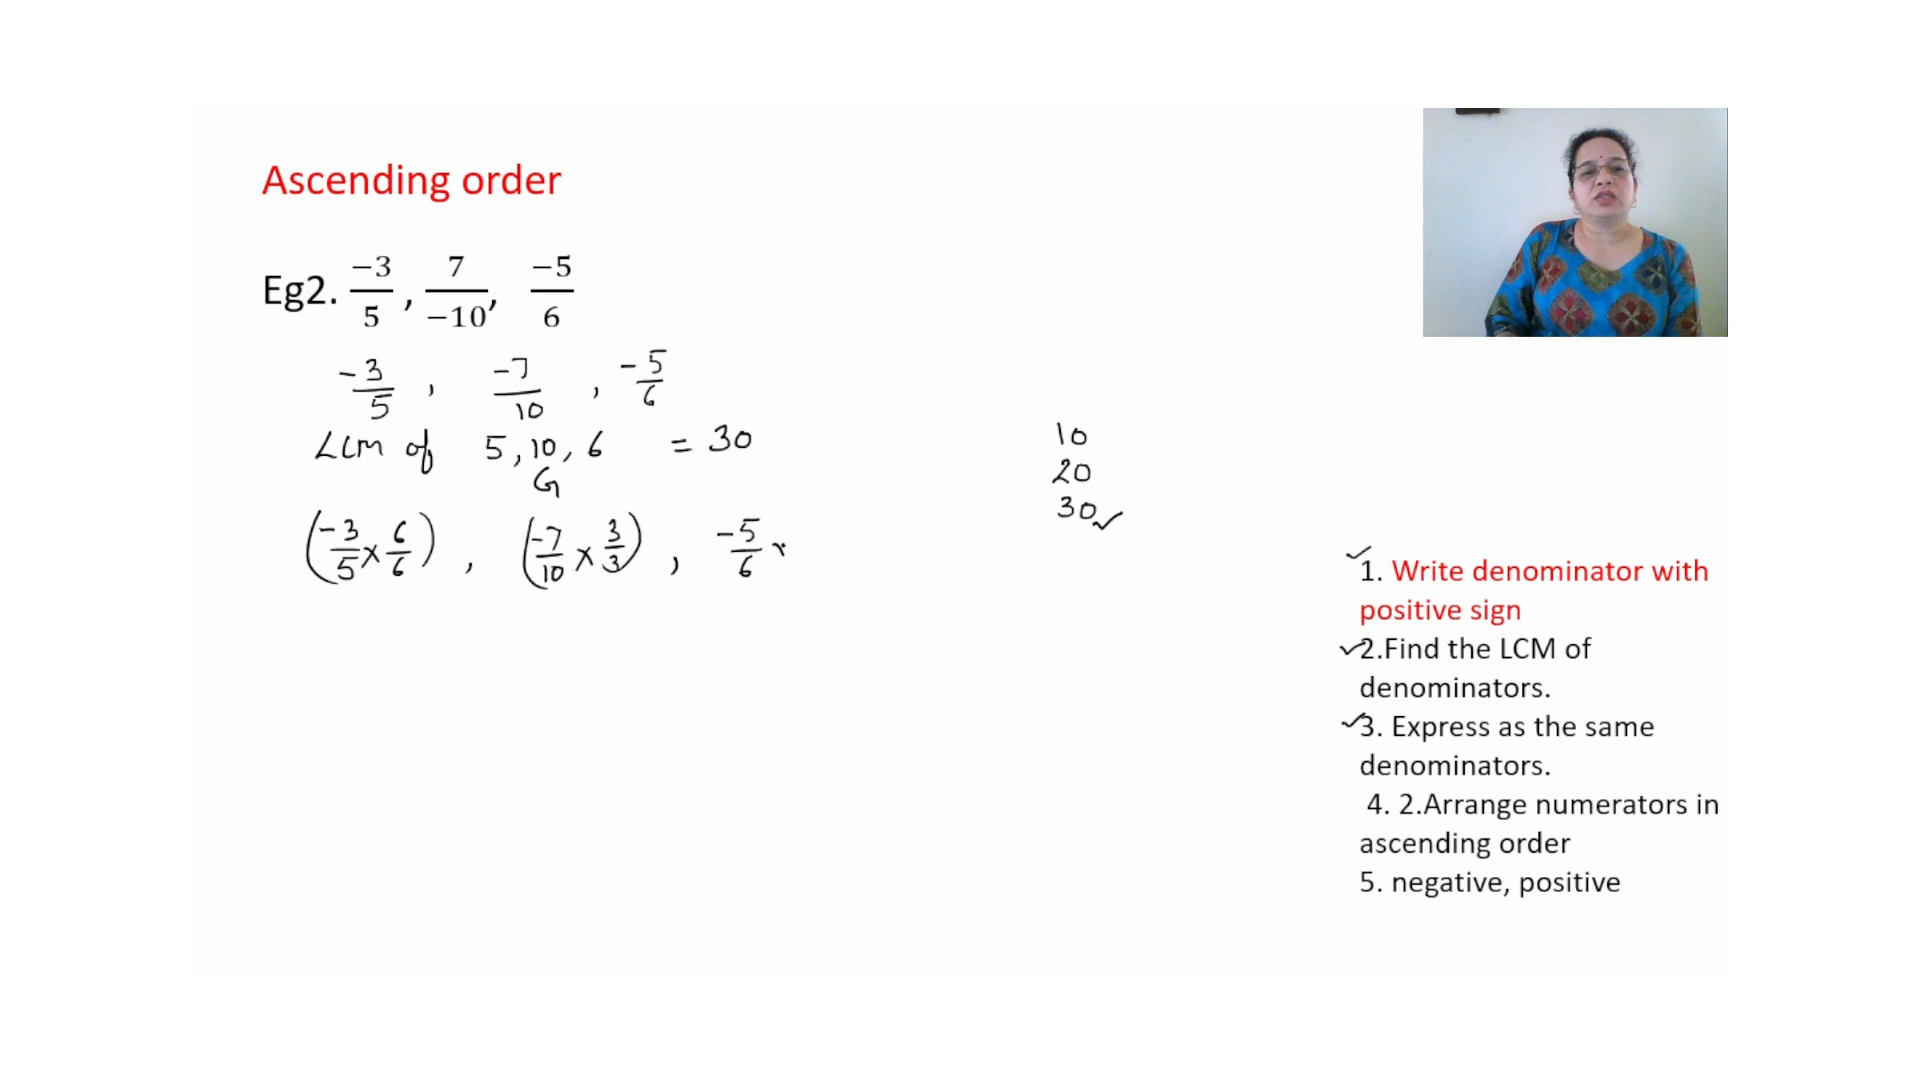 Ascending order
Eg2. -3/5, 7/-10, -5/6
-3/5 , -7/10 , -5/6
LCM of 5,10,6 = 30
G
(-3/5 x 6/6) , (-7/10 x 3/3) , -5/6 x
10
20
30✓
✓1. Write denominator with
positive sign
✓2.Find the LCM of
denominators.
✓3. Express as the same
denominators.
4. 2.Arrange numerators in
ascending order
5. negative, positive